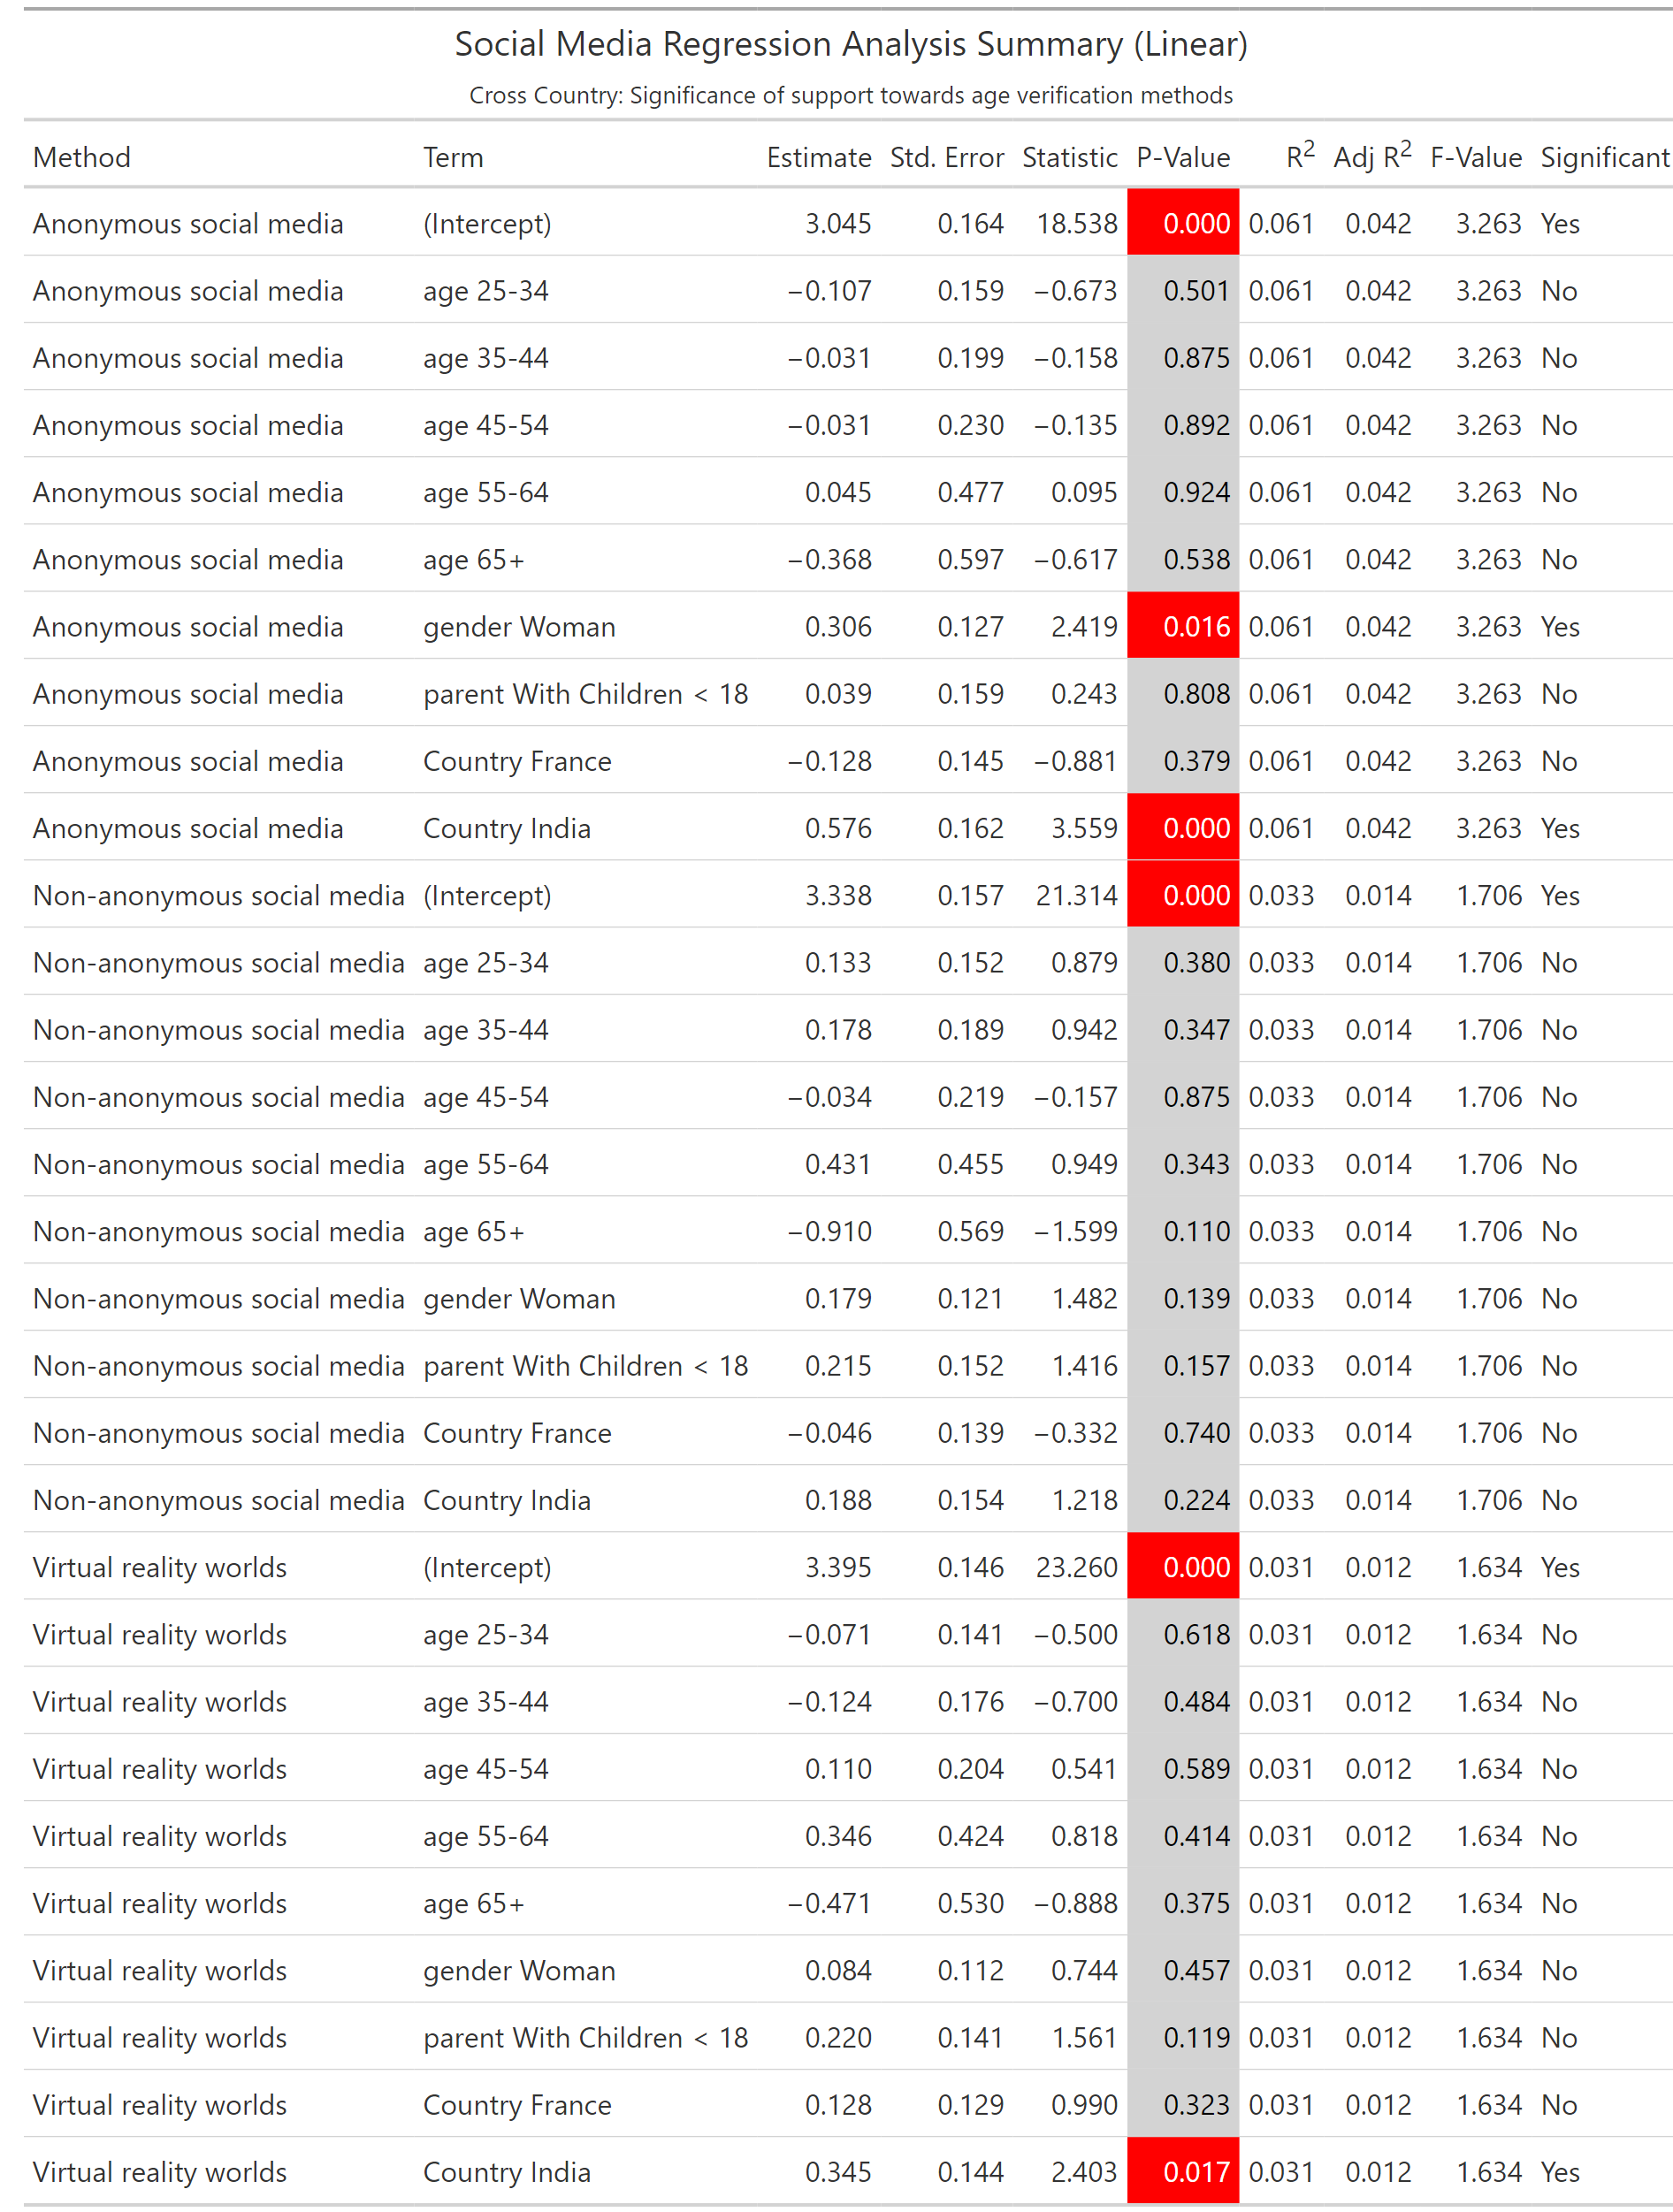 Social Media Regression Analysis Summary (Linear)
Cross Country: Significance of support towards age verification methods
Method Term Estimate Std. Error Statistic P-Value R2 Adj R2 F-Value Significant
Anonymous social media (Intercept) 3.045 0.164 18.538 0.000 0.061 0.042 3.263 Yes
Anonymous social media age 25-34 −0.107 0.159 −0.673 0.501 0.061 0.042 3.263 No
Anonymous social media age 35-44 −0.031 0.199 −0.158 0.875 0.061 0.042 3.263 No
Anonymous social media age 45-54 −0.031 0.230 −0.135 0.892 0.061 0.042 3.263 No
Anonymous social media age 55-64 0.045 0.477 0.095 0.924 0.061 0.042 3.263 No
Anonymous social media age 65+ −0.368 0.597 −0.617 0.538 0.061 0.042 3.263 No
Anonymous social media gender Woman 0.306 0.127 2.419 0.016 0.061 0.042 3.263 Yes
Anonymous social media parent With Children < 18 0.039 0.159 0.243 0.808 0.061 0.042 3.263 No
Anonymous social media Country France −0.128 0.145 −0.881 0.379 0.061 0.042 3.263 No
Anonymous social media Country India 0.576 0.162 3.559 0.000 0.061 0.042 3.263 Yes
Non-anonymous social media (Intercept) 3.338 0.157 21.314 0.000 0.033 0.014 1.706 Yes
Non-anonymous social media age 25-34 0.133 0.152 0.879 0.380 0.033 0.014 1.706 No
Non-anonymous social media age 35-44 0.178 0.189 0.942 0.347 0.033 0.014 1.706 No
Non-anonymous social media age 45-54 −0.034 0.219 −0.157 0.875 0.033 0.014 1.706 No
Non-anonymous social media age 55-64 0.431 0.455 0.949 0.343 0.033 0.014 1.706 No
Non-anonymous social media age 65+ −0.910 0.569 −1.599 0.110 0.033 0.014 1.706 No
Non-anonymous social media gender Woman 0.179 0.121 1.482 0.139 0.033 0.014 1.706 No
Non-anonymous social media parent With Children < 18 0.215 0.152 1.416 0.157 0.033 0.014 1.706 No
Non-anonymous social media Country France −0.046 0.139 −0.332 0.740 0.033 0.014 1.706 No
Non-anonymous social media Country India 0.188 0.154 1.218 0.224 0.033 0.014 1.706 No
Virtual reality worlds (Intercept) 3.395 0.146 23.260 0.000 0.031 0.012 1.634 Yes
Virtual reality worlds age 25-34 −0.071 0.141 −0.500 0.618 0.031 0.012 1.634 No
Virtual reality worlds age 35-44 −0.124 0.176 −0.700 0.484 0.031 0.012 1.634 No
Virtual reality worlds age 45-54 0.110 0.204 0.541 0.589 0.031 0.012 1.634 No
Virtual reality worlds age 55-64 0.346 0.424 0.818 0.414 0.031 0.012 1.634 No
Virtual reality worlds age 65+ −0.471 0.530 −0.888 0.375 0.031 0.012 1.634 No
Virtual reality worlds gender Woman 0.084 0.112 0.744 0.457 0.031 0.012 1.634 No
Virtual reality worlds parent With Children < 18 0.220 0.141 1.561 0.119 0.031 0.012 1.634 No
Virtual reality worlds Country France 0.128 0.129 0.990 0.323 0.031 0.012 1.634 No
Virtual reality worlds Country India 0.345 0.144 2.403 0.017 0.031 0.012 1.634 Yes